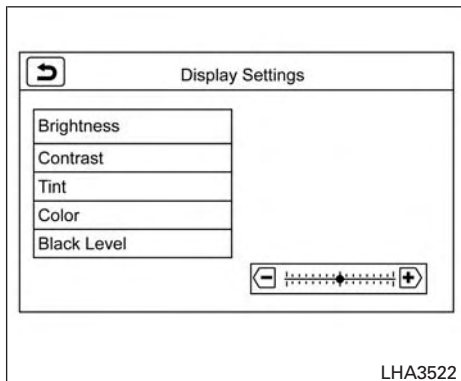 Display Settings
Brightness
Contrast
Tint
Color
Black Level
LHA3522